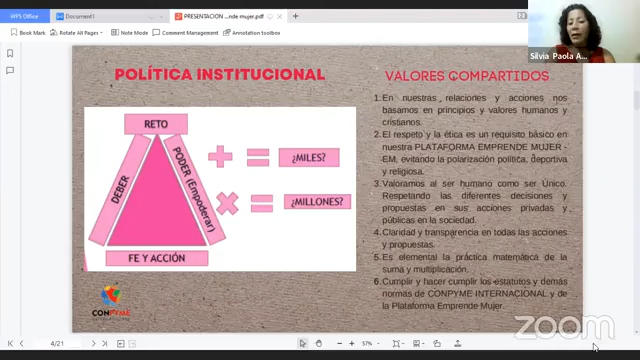 WPS Office
Document1
PRESENTACION ...nde mujer.pdf
Book Mark
Rotate All Pages
Note Mode
Comment Management
Annotation toolbox
Silvia Paola A...
POLÍTICA INSTITUCIONAL
RETO
DEBER
PODER (Empoderar)
FE Y ACCIÓN
¿MILES?
¿MILLONES?
CONPYME
VALORES COMPARTIDOS
1. En nuestras relaciones y acciones nos
basamos en principios y valores humanos y
cristianos.
2. El respeto y la ética es un requisito básico en
nuestra PLATAFORMA EMPRENDE MUJER -
EM, evitando la polarización política, deportiva
y religiosa.
3. Valoramos al ser humano como ser Único.
Respetando las diferentes decisiones y
propuestas en sus acciones privadas y
públicas en la sociedad.
4. Claridad y transparencia en todas las acciones
y propuestas.
5. Es elemental la práctica matemática de la
suma y multiplicación.
6. Cumplir y hacer cumplir los estatutos y demás
normas de CONPYME INTERNACIONAL y de
la Plataforma Emprende Mujer.
zoom
4/21
57%